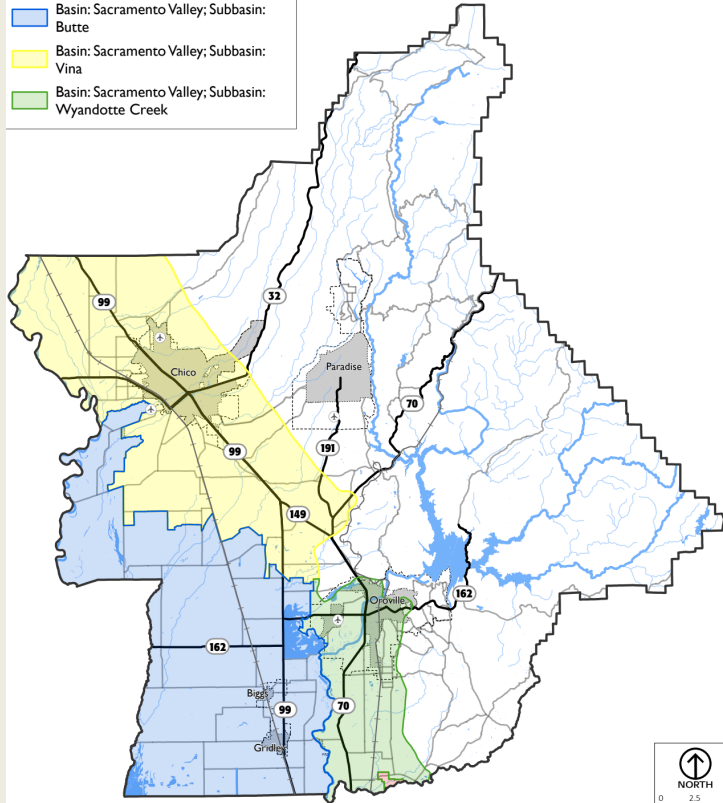 Basin: Sacramento Valley; Subbasin:
Butte
Basin: Sacramento Valley; Subbasin:
Vina
Basin: Sacramento Valley; Subbasin:
Wyandotte Creek
99
32
Chico
Paradise
70
191
99
149
Oroville
162
162
Biggs
99
70
Gridley
NORTH
0 2.5